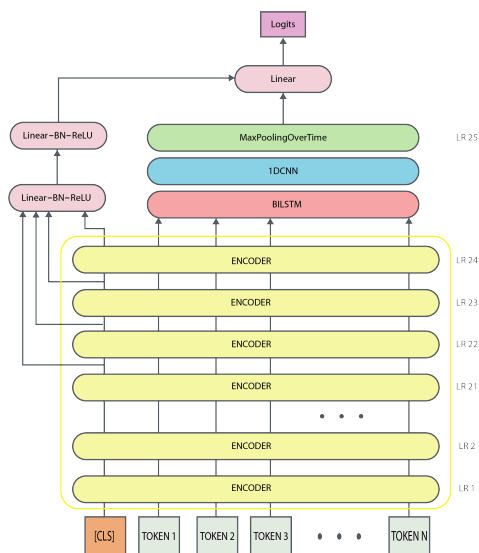 Logits
Linear
Linear-BN-ReLU
MaxPoolingOverTime
LR 25
1DCNN
Linear-BN-ReLU
BILSTM
ENCODER
LR 24
ENCODER
LR 23
ENCODER
LR 22
ENCODER
LR 21
ENCODER
LR 2
ENCODER
LR 1
[CLS]
TOKEN 1
TOKEN 2
TOKEN 3
TOKEN N